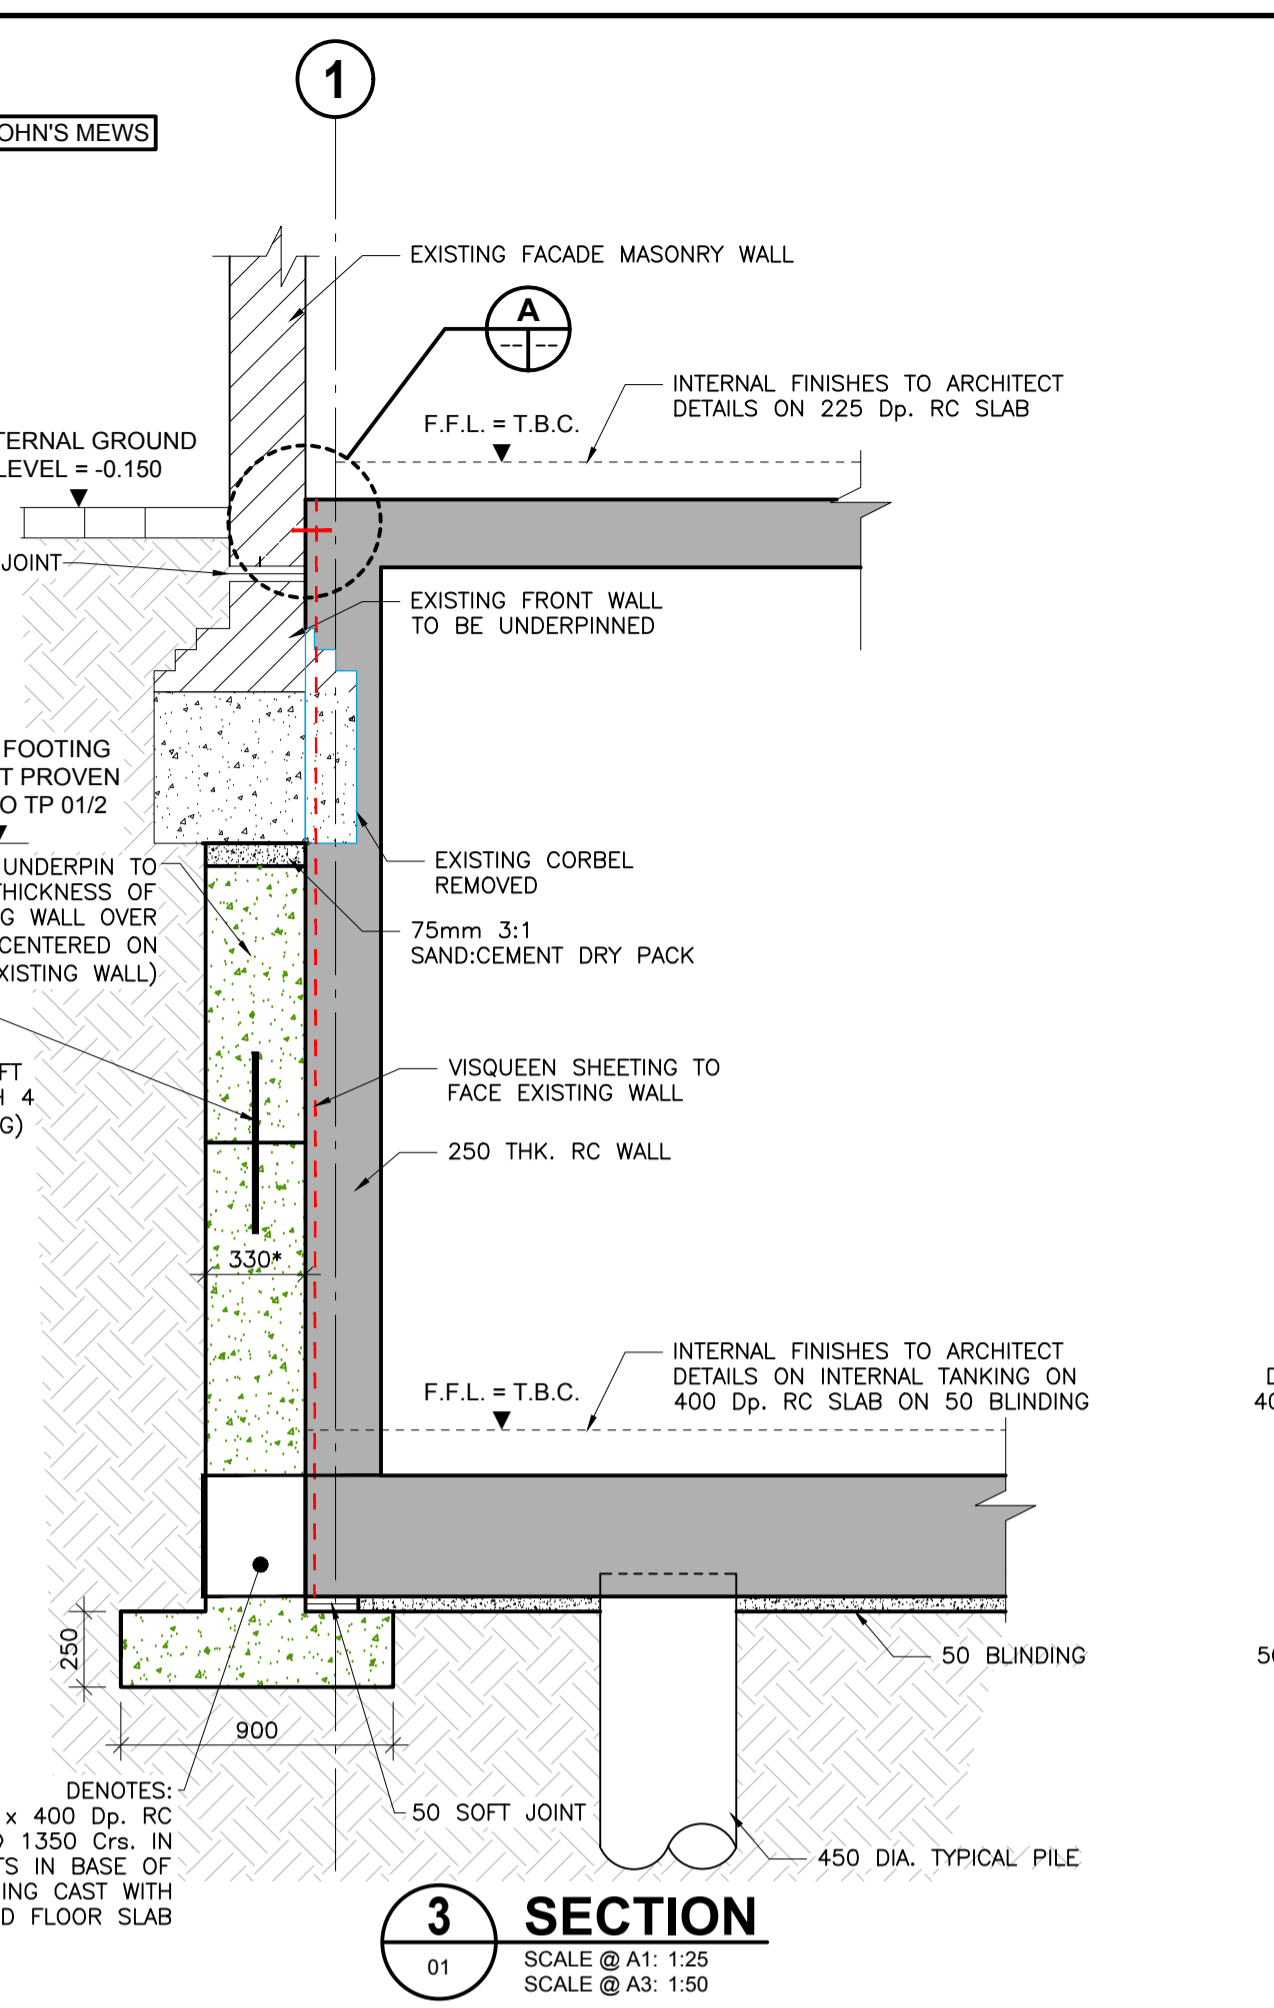 1
OHN'S MEWS
EXISTING FACADE MASONRY WALL
A
INTERNAL FINISHES TO ARCHITECT
DETAILS ON 225 Dp. RC SLAB
F.F.L. = T.B.C.
TERNAL GROUND
LEVEL = -0.150
JOINT
EXISTING FRONT WALL
TO BE UNDERPINNED
FOOTING
T PROVEN
O TP 01/2
UNDERPIN TO
THICKNESS OF
G WALL OVER
CENTERED ON
XISTING WALL)
EXISTING CORBEL
REMOVED
75mm 3:1
SAND:CEMENT DRY PACK
FT
H 4
G)
VISQUEEN SHEETING TO
FACE EXISTING WALL
250 THK. RC WALL
330*
INTERNAL FINISHES TO ARCHITECT
DETAILS ON INTERNAL TANKING ON
400 Dp. RC SLAB ON 50 BLINDING
F.F.L. = T.B.C.
D
40
250
50 BLINDING
50
900
DENOTES:
x 400 Dp. RC
1350 Crs. IN
TS IN BASE OF
ING CAST WITH
D FLOOR SLAB
50 SOFT JOINT
450 DIA. TYPICAL PILE
3
01
SECTION
SCALE @ A1: 1:25
SCALE @ A3: 1:50